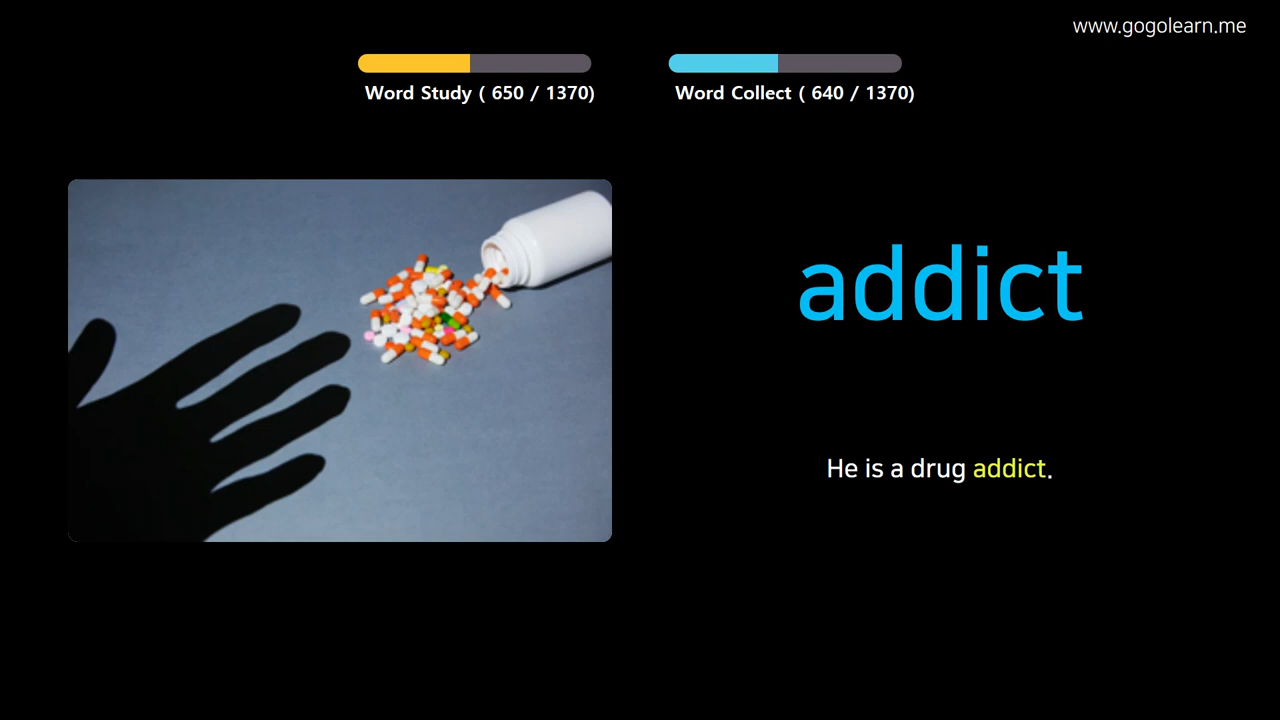 www.gogolearn.me
Word Study ( 650 / 1370)
Word Collect ( 640 / 1370)
addict
He is a drug addict.